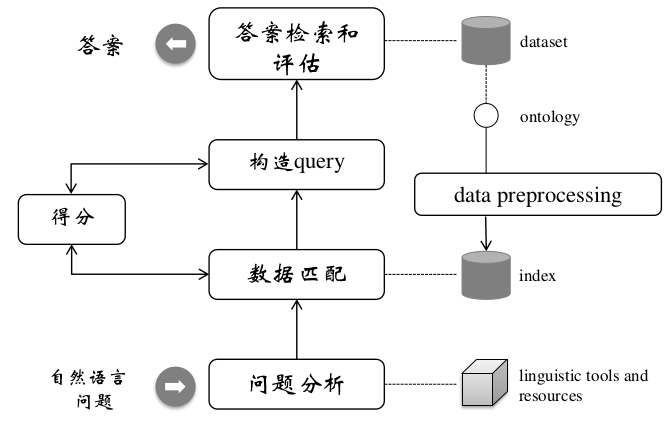 答案
答案检索和
评估
dataset
ontology
构造query
data preprocessing
得分
数据匹配
index
自然语言
问题
问题分析
linguistic tools and
resources